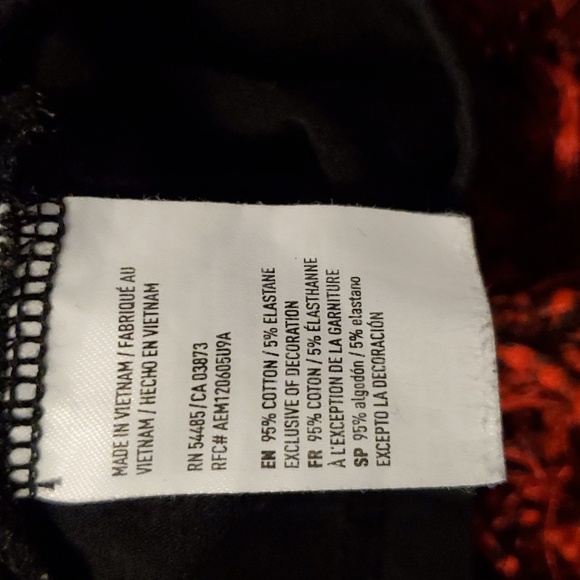 MADE IN VIETNAM / FABRIQUÉ AU
VIETNAM / HECHO EN VIETNAM
RN 54485 / CA 03873
RFC# AEM120605U9A
EN 95% COTTON / 5% ELASTANE
EXCLUSIVE OF DECORATION
FR 95% COTON / 5% ÉLASTHANNE
À L'EXCEPTION DE LA GARNITURE
SP 95% algodón / 5% elastano
EXCEPTO LA DECORACIÓN